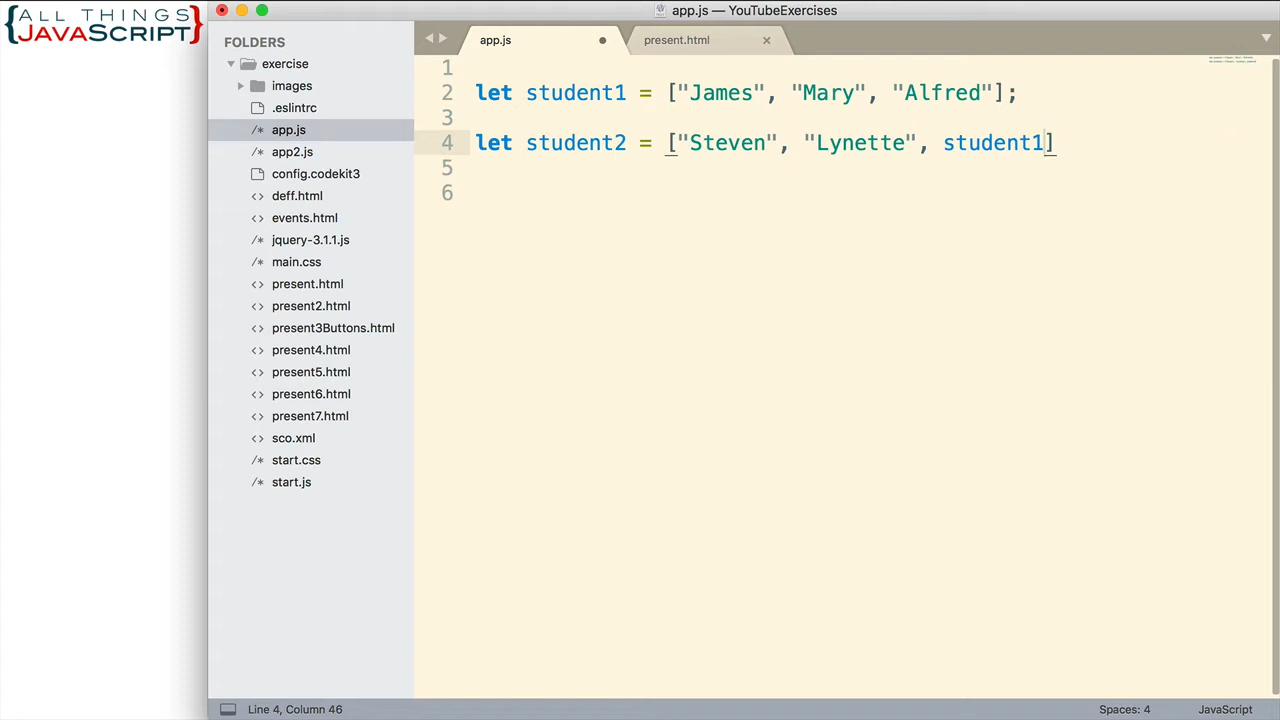 ALL THINGS
{JAVASCRIPT}
app.js — YouTubeExercises
FOLDERS
exercise
images
.eslintrc
/* app.js
/* app2.js
config.codekit3
<> deff.html
<> events.html
/* jquery-3.1.1.js
/* main.css
<> present.html
<> present2.html
<> present3Buttons.html
<> present4.html
<> present5.html
<> present6.html
<> present7.html
<> sco.xml
/* start.css
/* start.js
app.js
present.html
1
2 let student1 = ["James", "Mary", "Alfred"];
3
4 let student2 = ["Steven", "Lynette", student1]
5
6
Line 4, Column 46
Spaces: 4
JavaScript